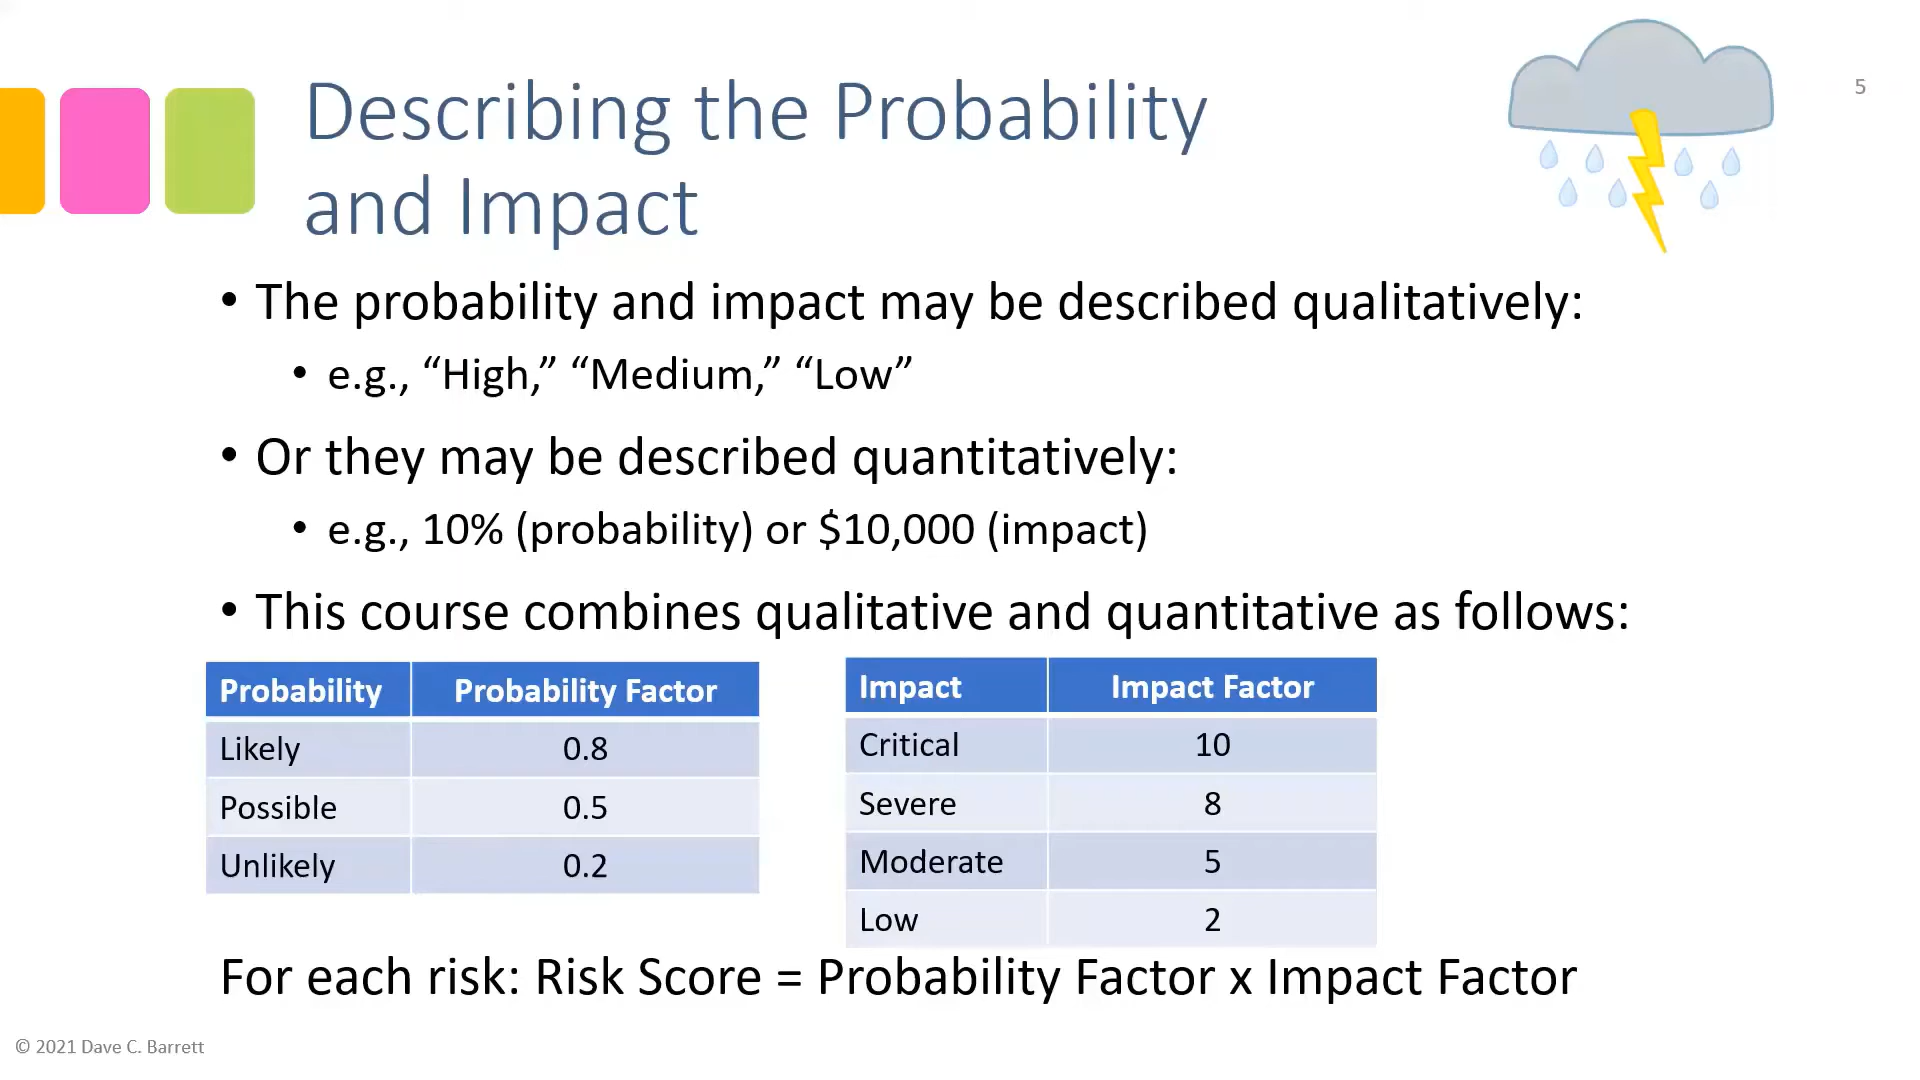 5
Describing the Probability
and Impact
• The probability and impact may be described qualitatively:
• e.g., “High,” “Medium,” “Low”
• Or they may be described quantitatively:
• e.g., 10% (probability) or $10,000 (impact)
• This course combines qualitative and quantitative as follows:
Probability Probability Factor
Likely 0.8
Possible 0.5
Unlikely 0.2
Impact Impact Factor
Critical 10
Severe 8
Moderate 5
Low 2
For each risk: Risk Score = Probability Factor x Impact Factor
© 2021 Dave C. Barrett